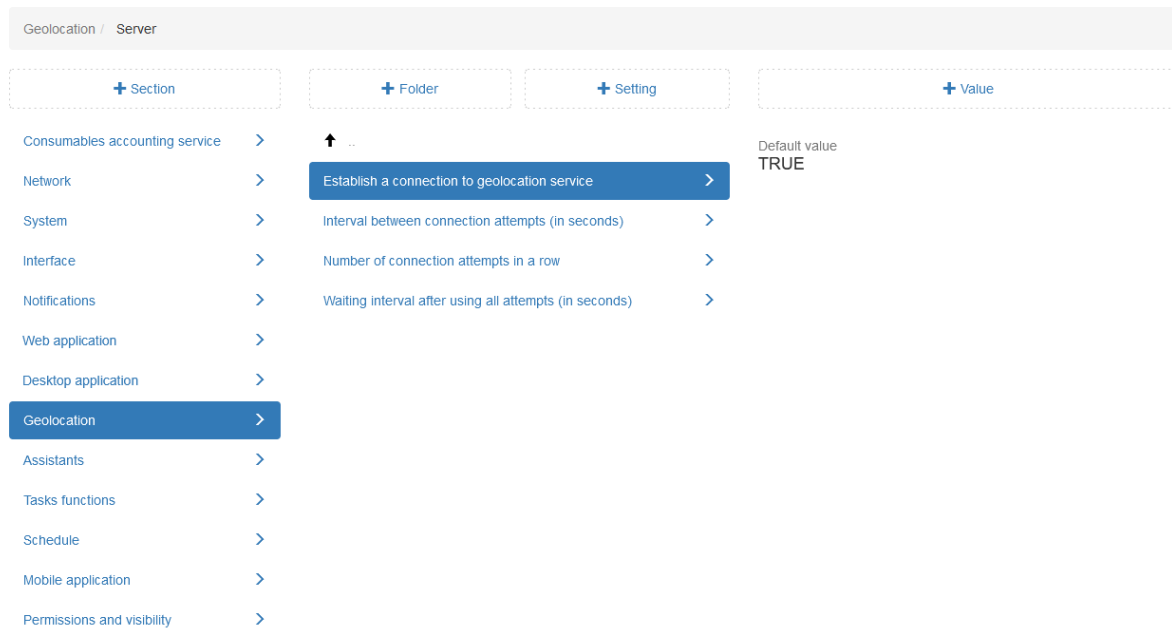 Geolocation / Server
+ Section
+ Folder
+ Setting
+ Value
Consumables accounting service
Network
System
Interface
Notifications
Web application
Desktop application
Geolocation
Assistants
Tasks functions
Schedule
Mobile application
Permissions and visibility
..
Establish a connection to geolocation service
Interval between connection attempts (in seconds)
Number of connection attempts in a row
Waiting interval after using all attempts (in seconds)
Default value
TRUE